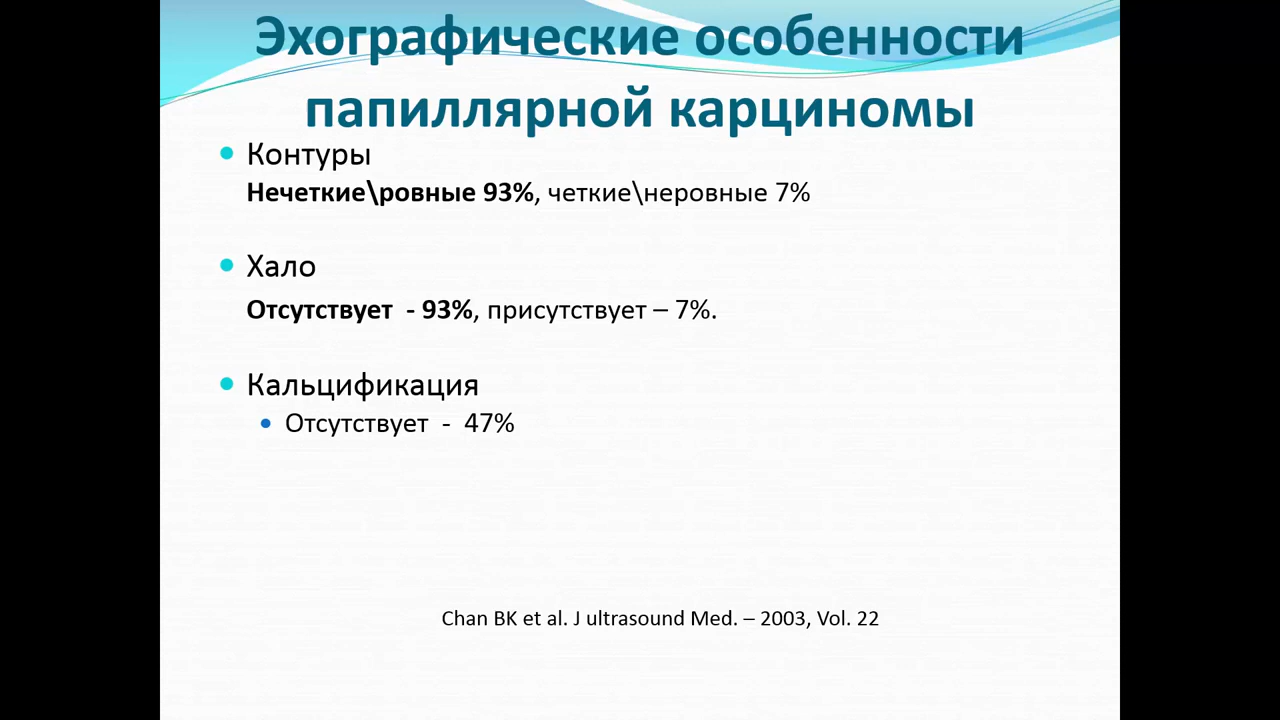 Эхографические особенности
папиллярной карциномы
Контуры
Нечеткие\ровные 93%, четкие\неровные 7%
Хало
Отсутствует - 93%, присутствует – 7%.
Кальцификация
Отсутствует - 47%
Chan BK et al. J ultrasound Med. – 2003, Vol. 22